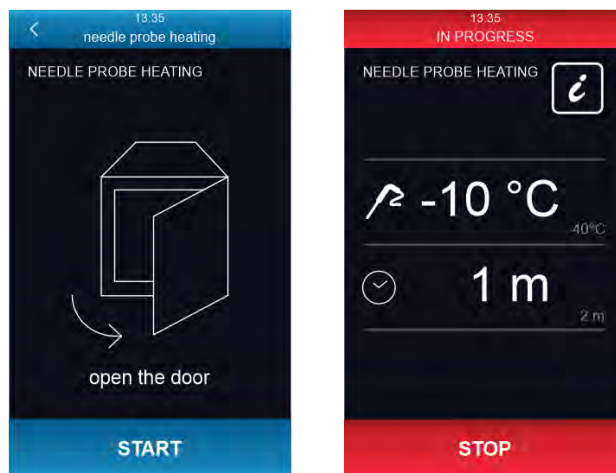 13:35
needle probe heating
NEEDLE PROBE HEATING
open the door
START
13:35
IN PROGRESS
NEEDLE PROBE HEATING
i
-10 °C
40°C
1 m
2 m
STOP